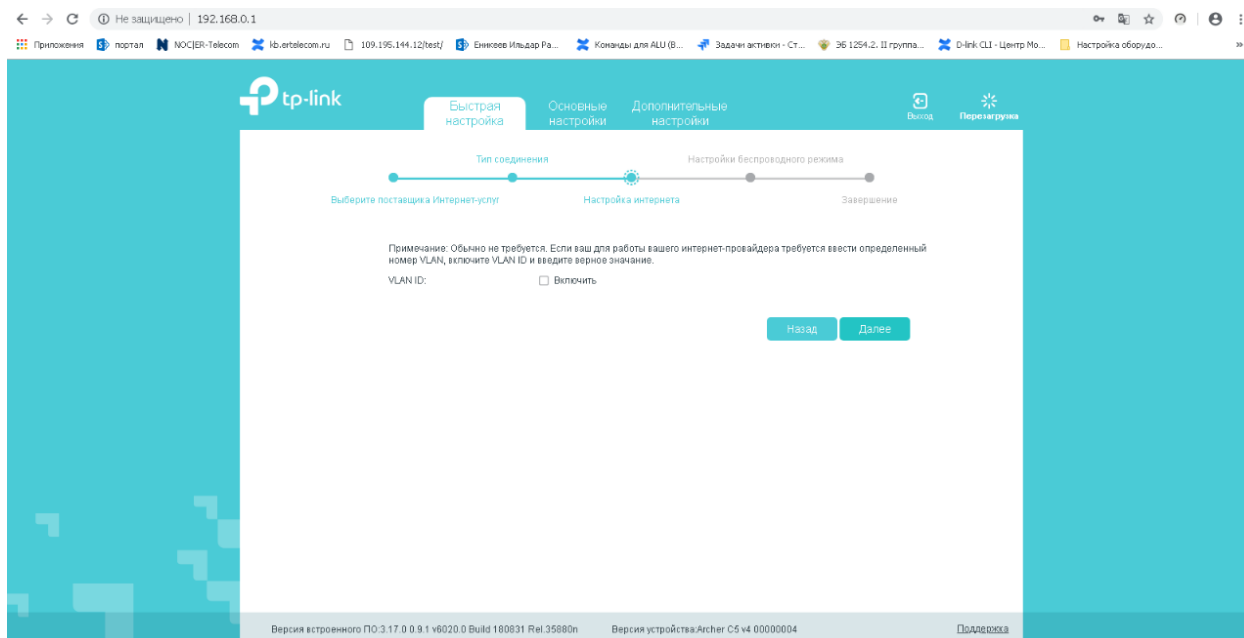 Не защищено | 192.168.0.1
Приложения портал NOC|ER-Telecom kb.ertelecom.ru 109.195.144.12/test/ Еникеев Ильдар Ра... Команды для ALU (В... Задачи активки - Ст... ЭБ 1254.2. II группа... D-link CLI - Центр Мо... Настройка оборудо... »
tp-link
Быстрая настройка
Основные настройки
Дополнительные настройки
Выход
Перезагрузка
Тип соединения
Настройки беспроводного режима
Выберите поставщика Интернет-услуг
Настройка интернета
Завершение
Примечание: Обычно не требуется. Если ваш для работы вашего интернет-провайдера требуется ввести определенный
номер VLAN, включите VLAN ID и введите верное значание.
VLAN ID:
Включить
Назад
Далее
Версия встроенного ПО:3.17.0 0.9.1 v6020.0 Build 180831 Rel.35880n
Версия устройства:Archer C5 v4 00000004
Поддержка